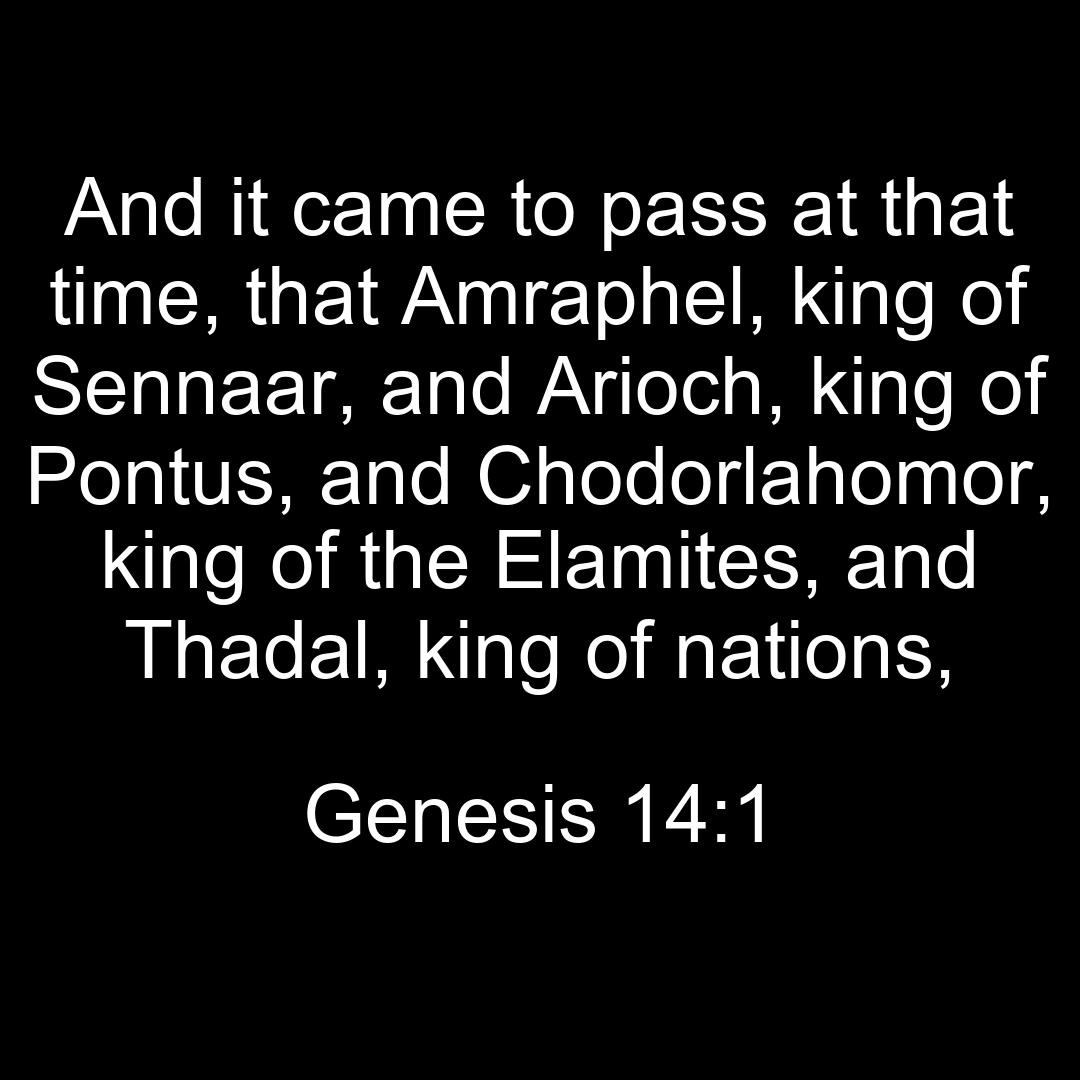 And it came to pass at that
time, that Amraphel, king of
Sennaar, and Arioch, king of
Pontus, and Chodorlahomor,
king of the Elamites, and
Thadal, king of nations,
Genesis 14:1